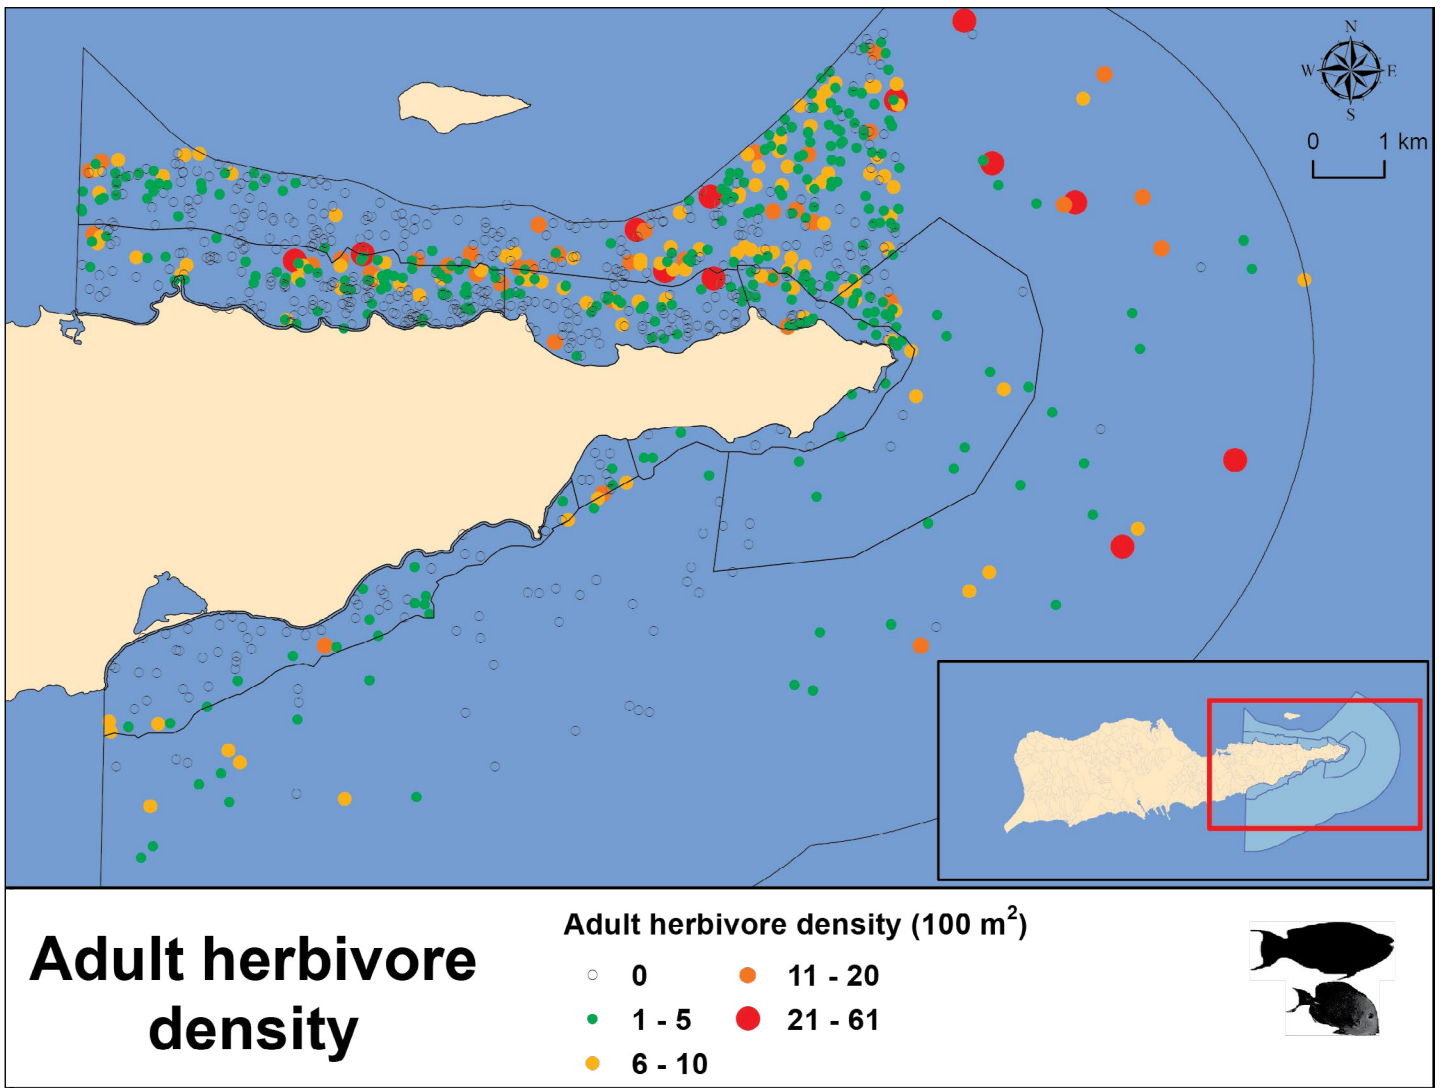 N
W E
S
0 1 km
Adult herbivore
density
Adult herbivore density (100 m²)
0
1 - 5
6 - 10
11 - 20
21 - 61